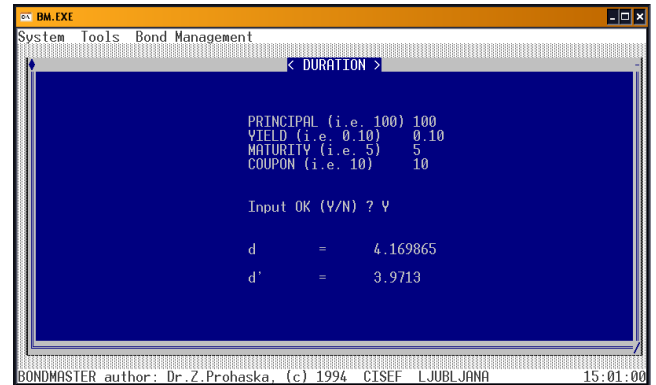 BM.EXE
System Tools Bond Management
< DURATION >
PRINCIPAL (i.e. 100) 100
YIELD (i.e. 0.10) 0.10
MATURITY (i.e. 5) 5
COUPON (i.e. 10) 10
Input OK (Y/N) ? Y
d = 4.169865
d' = 3.9713
BONDMASTER author: Dr.Z.Prohaska, (c) 1994 CISEF LJUBLJANA 15:01:00